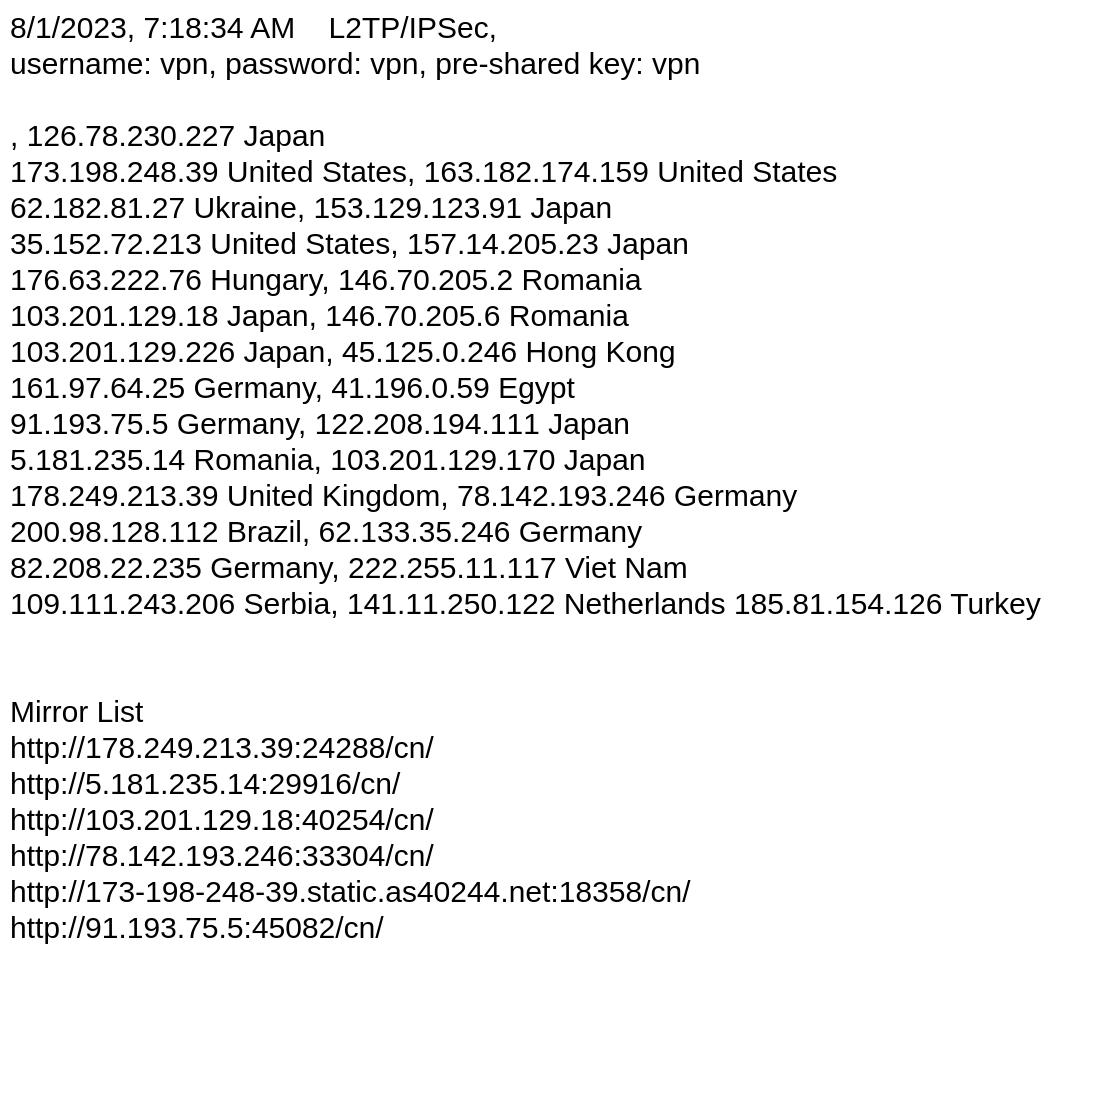 8/1/2023, 7:18:34 AM    L2TP/IPSec,
username: vpn, password: vpn, pre-shared key: vpn
, 126.78.230.227 Japan
173.198.248.39 United States, 163.182.174.159 United States
62.182.81.27 Ukraine, 153.129.123.91 Japan
35.152.72.213 United States, 157.14.205.23 Japan
176.63.222.76 Hungary, 146.70.205.2 Romania
103.201.129.18 Japan, 146.70.205.6 Romania
103.201.129.226 Japan, 45.125.0.246 Hong Kong
161.97.64.25 Germany, 41.196.0.59 Egypt
91.193.75.5 Germany, 122.208.194.111 Japan
5.181.235.14 Romania, 103.201.129.170 Japan
178.249.213.39 United Kingdom, 78.142.193.246 Germany
200.98.128.112 Brazil, 62.133.35.246 Germany
82.208.22.235 Germany, 222.255.11.117 Viet Nam
109.111.243.206 Serbia, 141.11.250.122 Netherlands 185.81.154.126 Turkey
Mirror List
http://178.249.213.39:24288/cn/
http://5.181.235.14:29916/cn/
http://103.201.129.18:40254/cn/
http://78.142.193.246:33304/cn/
http://173-198-248-39.static.as40244.net:18358/cn/
http://91.193.75.5:45082/cn/